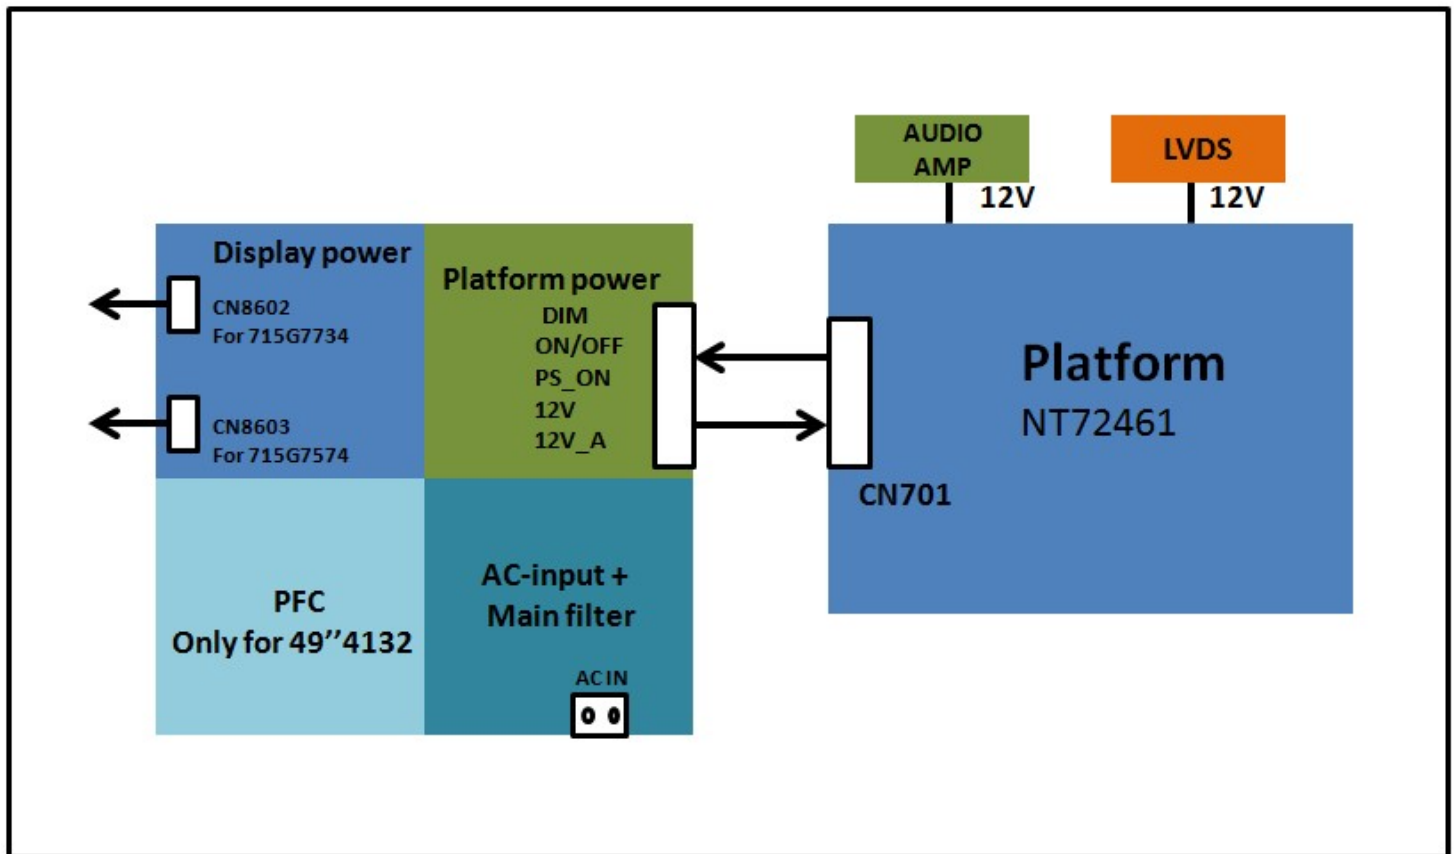 AUDIO
AMP
LVDS
12V
12V
Display power
CN8602
For 715G7734
CN8603
For 715G7574
Platform power
DIM
ON/OFF
PS_ON
12V
12V_A
Platform
NT72461
CN701
PFC
Only for 49’’4132
AC-input +
Main filter
AC IN